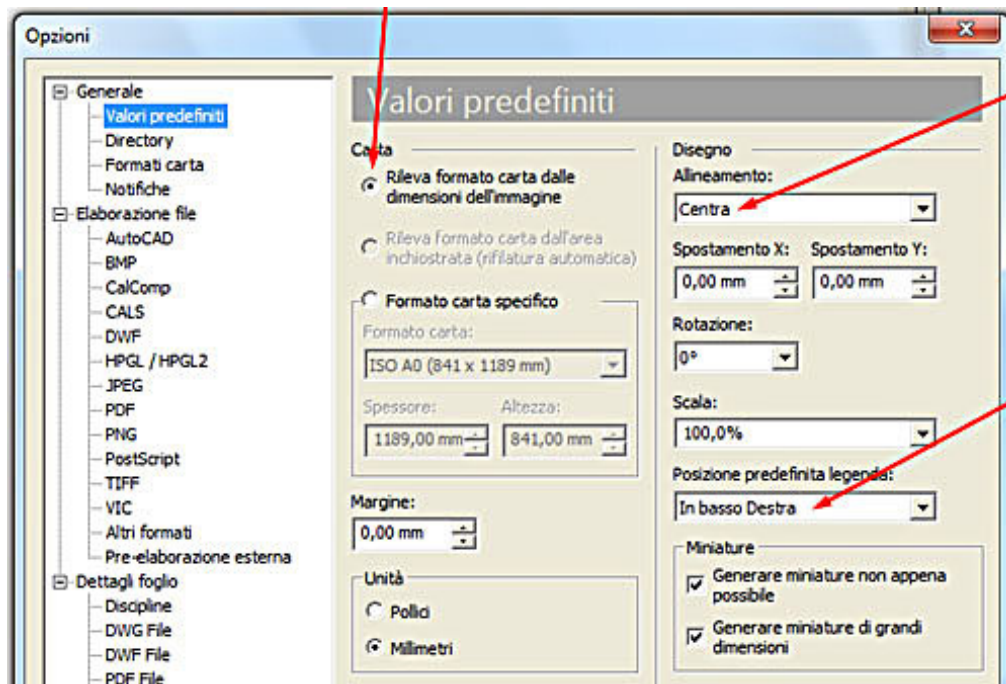 Opzioni
Generale
Valori predefiniti
Directory
Formati carta
Notifiche
Elaborazione file
AutoCAD
BMP
CalComp
CALS
DWF
HPGL / HPGL2
JPEG
PDF
PNG
PostScript
TIFF
VIC
Altri formati
Pre-elaborazione esterna
Dettagli foglio
Discipline
DWG File
DWF File
PDF File
Valori predefiniti
Carta
Rileva formato carta dalle
dimensioni dell'immagine
Rileva formato carta dall'area
inchiostrata (rifilatura automatica)
Formato carta specifico
Formato carta:
ISO A0 (841 x 1189 mm)
Spessore: Altezza:
1189,00 mm 841,00 mm
Margine:
0,00 mm
Unità
Pollici
Millimetri
Disegno
Allineamento:
Centra
Spostamento X: Spostamento Y:
0,00 mm 0,00 mm
Rotazione:
0°
Scala:
100,0%
Posizione predefinita legenda:
In basso Destra
Miniature
Generare miniature non appena
possibile
Generare miniature di grandi
dimensioni